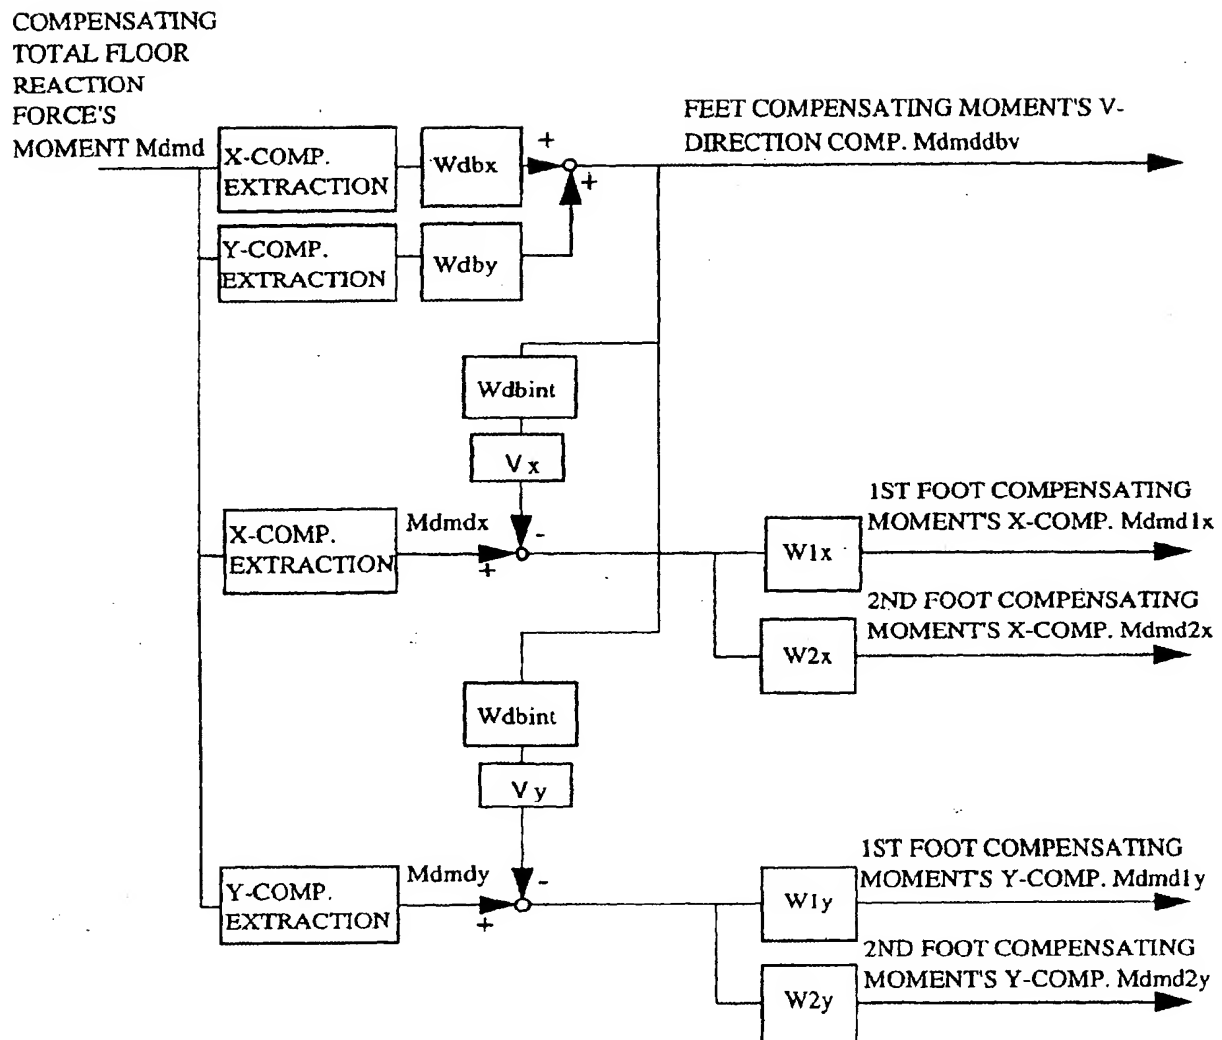 COMPENSATING
TOTAL FLOOR
REACTION
FORCE'S
MOMENT Mdmd
X-COMP.
EXTRACTION
Wdbx
+
+
FEET COMPENSATING MOMENT'S V-
DIRECTION COMP. Mdmddbv
Y-COMP.
EXTRACTION
Wdby
Wdbint
Vx
X-COMP.
EXTRACTION
Mdmdx
-
+
W1x
1ST FOOT COMPENSATING
MOMENT'S X-COMP. Mdmd1x
W2x
2ND FOOT COMPENSATING
MOMENT'S X-COMP. Mdmd2x
Wdbint
Vy
Y-COMP.
EXTRACTION
Mdmdy
-
+
W1y
1ST FOOT COMPENSATING
MOMENT'S Y-COMP. Mdmd1y
W2y
2ND FOOT COMPENSATING
MOMENT'S Y-COMP. Mdmd2y